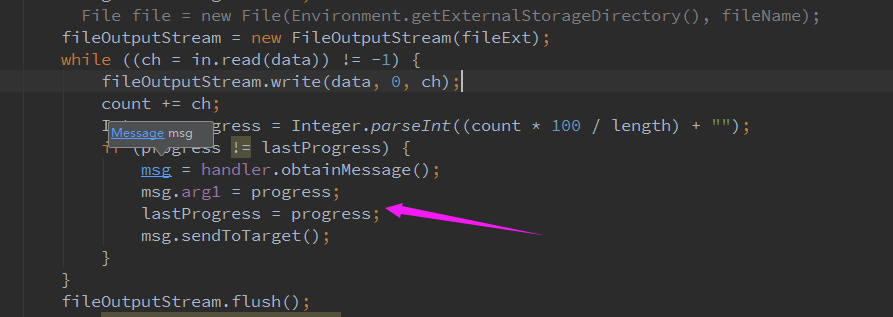 File file = new File(Environment.getExternalStorageDirectory(), fileName);
fileOutputStream = new FileOutputStream(fileExt);
while ((ch = in.read(data)) != -1) {
fileOutputStream.write(data, 0, ch);
count += ch;
gress = Integer.parseInt((count * 100 / length) + "");
Message msg
if (progress != lastProgress) {
msg = handler.obtainMessage();
msg.arg1 = progress;
lastProgress = progress;
msg.sendToTarget();
}
}
fileOutputStream.flush();